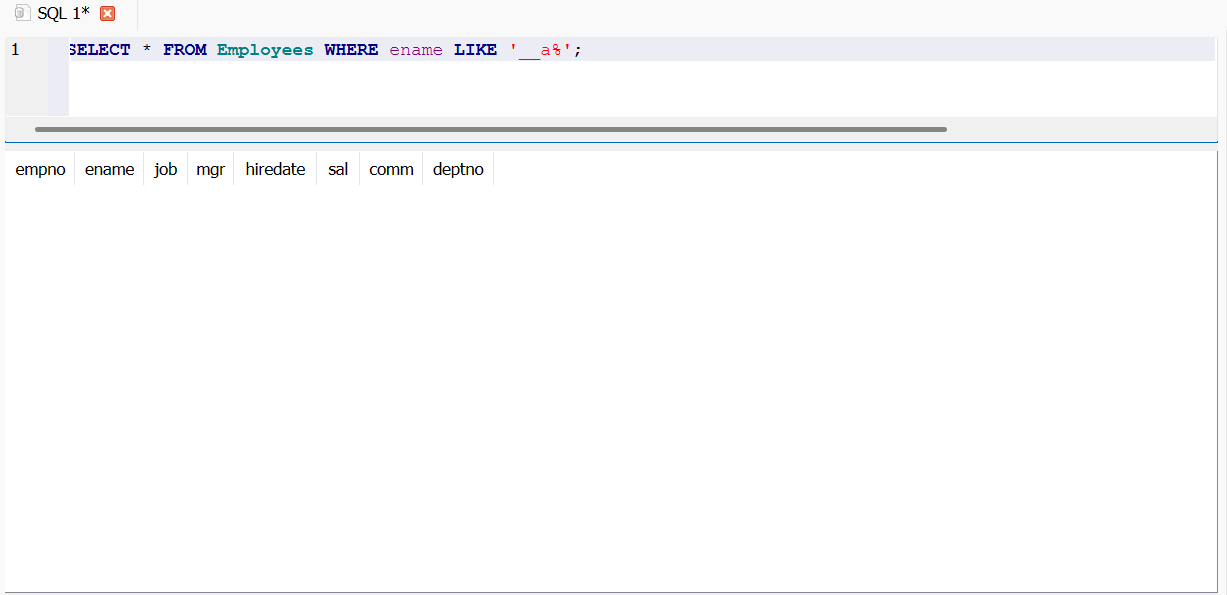 SQL 1*
1 SELECT * FROM Employees WHERE ename LIKE '__a%';
empno ename job mgr hiredate sal comm deptno